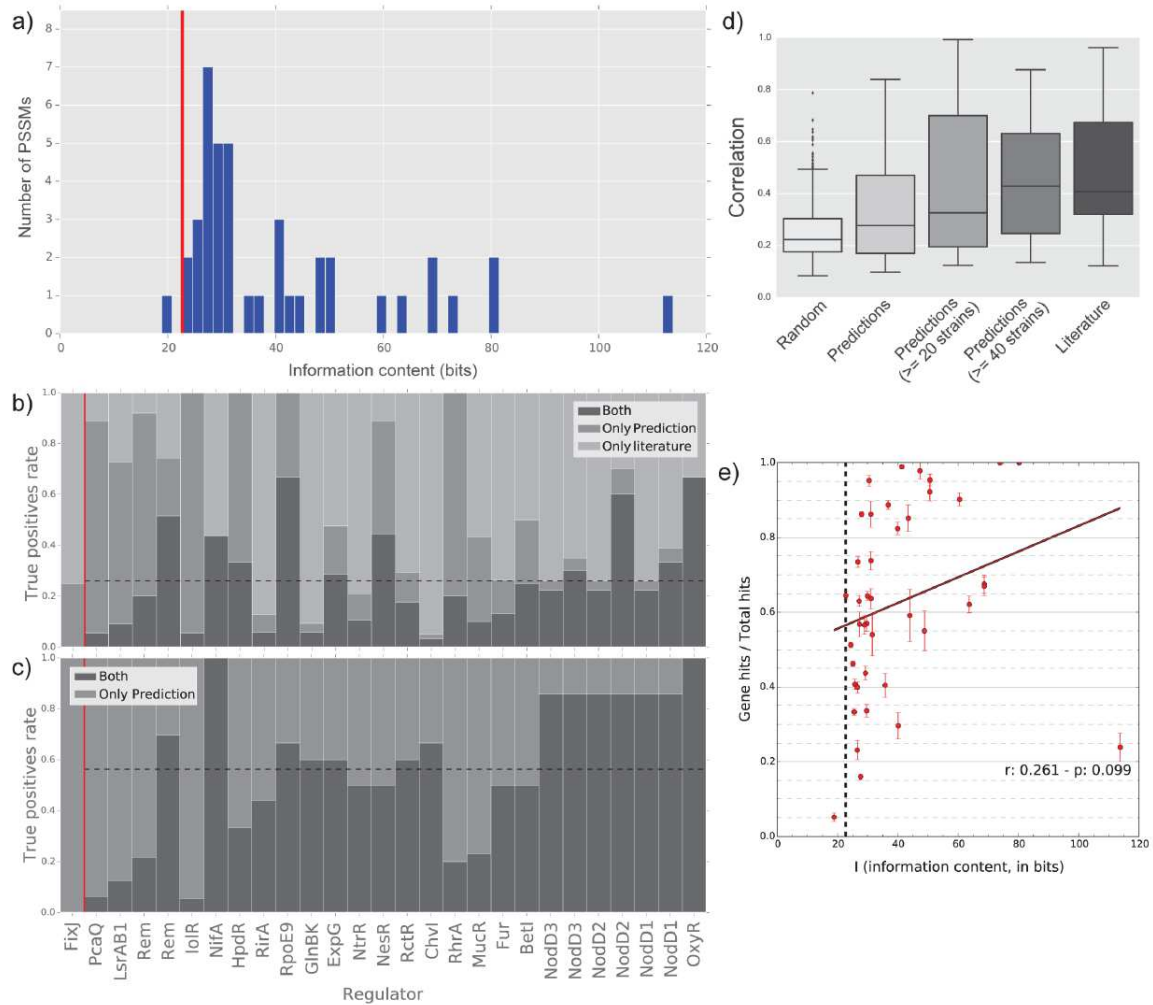 a)
Number of PSSMs
8
7
6
5
4
3
2
1
0
0 20 40 60 80 100 120
Information content (bits)
b)
True positives rate
1.0
0.8
0.6
0.4
0.2
0.0
Both
Only Prediction
Only literature
c)
True positives rate
1.0
0.8
0.6
0.4
0.2
0.0
Both
Only Prediction
FixJ
PcaQ
LsrAB1
Rem
Rem
IolR
NifA
HpdR
RirA
RpoE9
GlnBK
ExpG
NtrR
NesR
RctR
ChvI
RhrA
MucR
Fur
BetI
NodD3
NodD3
NodD2
NodD2
NodD1
NodD1
OxyR
Regulator
d)
Correlation
1.0
0.8
0.6
0.4
0.2
0.0
Random
Predictions
Predictions
(>= 20 strains)
Predictions
(>= 40 strains)
Literature
e)
Gene hits / Total hits
1.0
0.8
0.6
0.4
0.2
0.0
r: 0.261 - p: 0.099
0 20 40 60 80 100 120
I (information content, in bits)